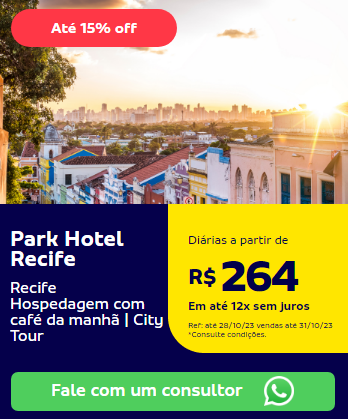 Até 15% off
Park Hotel
Recife
Recife
Hospedagem com
café da manhã | City
Tour
Diárias a partir de
R$ 264
Em até 12x sem juros
Ref: até 28/10/23 vendas até 31/10/23
*Consulte condições.
Fale com um consultor